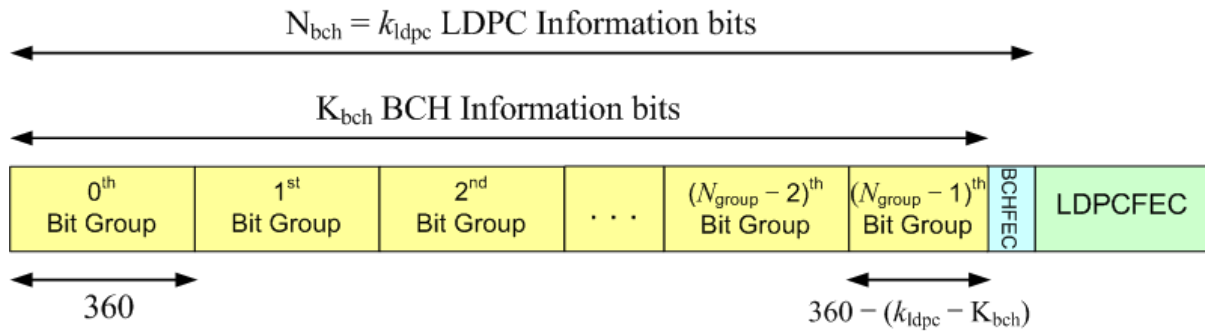 N_bch = k_ldpc LDPC Information bits
K_bch BCH Information bits
0th Bit Group
1st Bit Group
2nd Bit Group
. . .
(N_group − 2)th Bit Group
(N_group − 1)th Bit Group
BCHFEC
LDPCFEC
360
360 − (k_ldpc − K_bch)